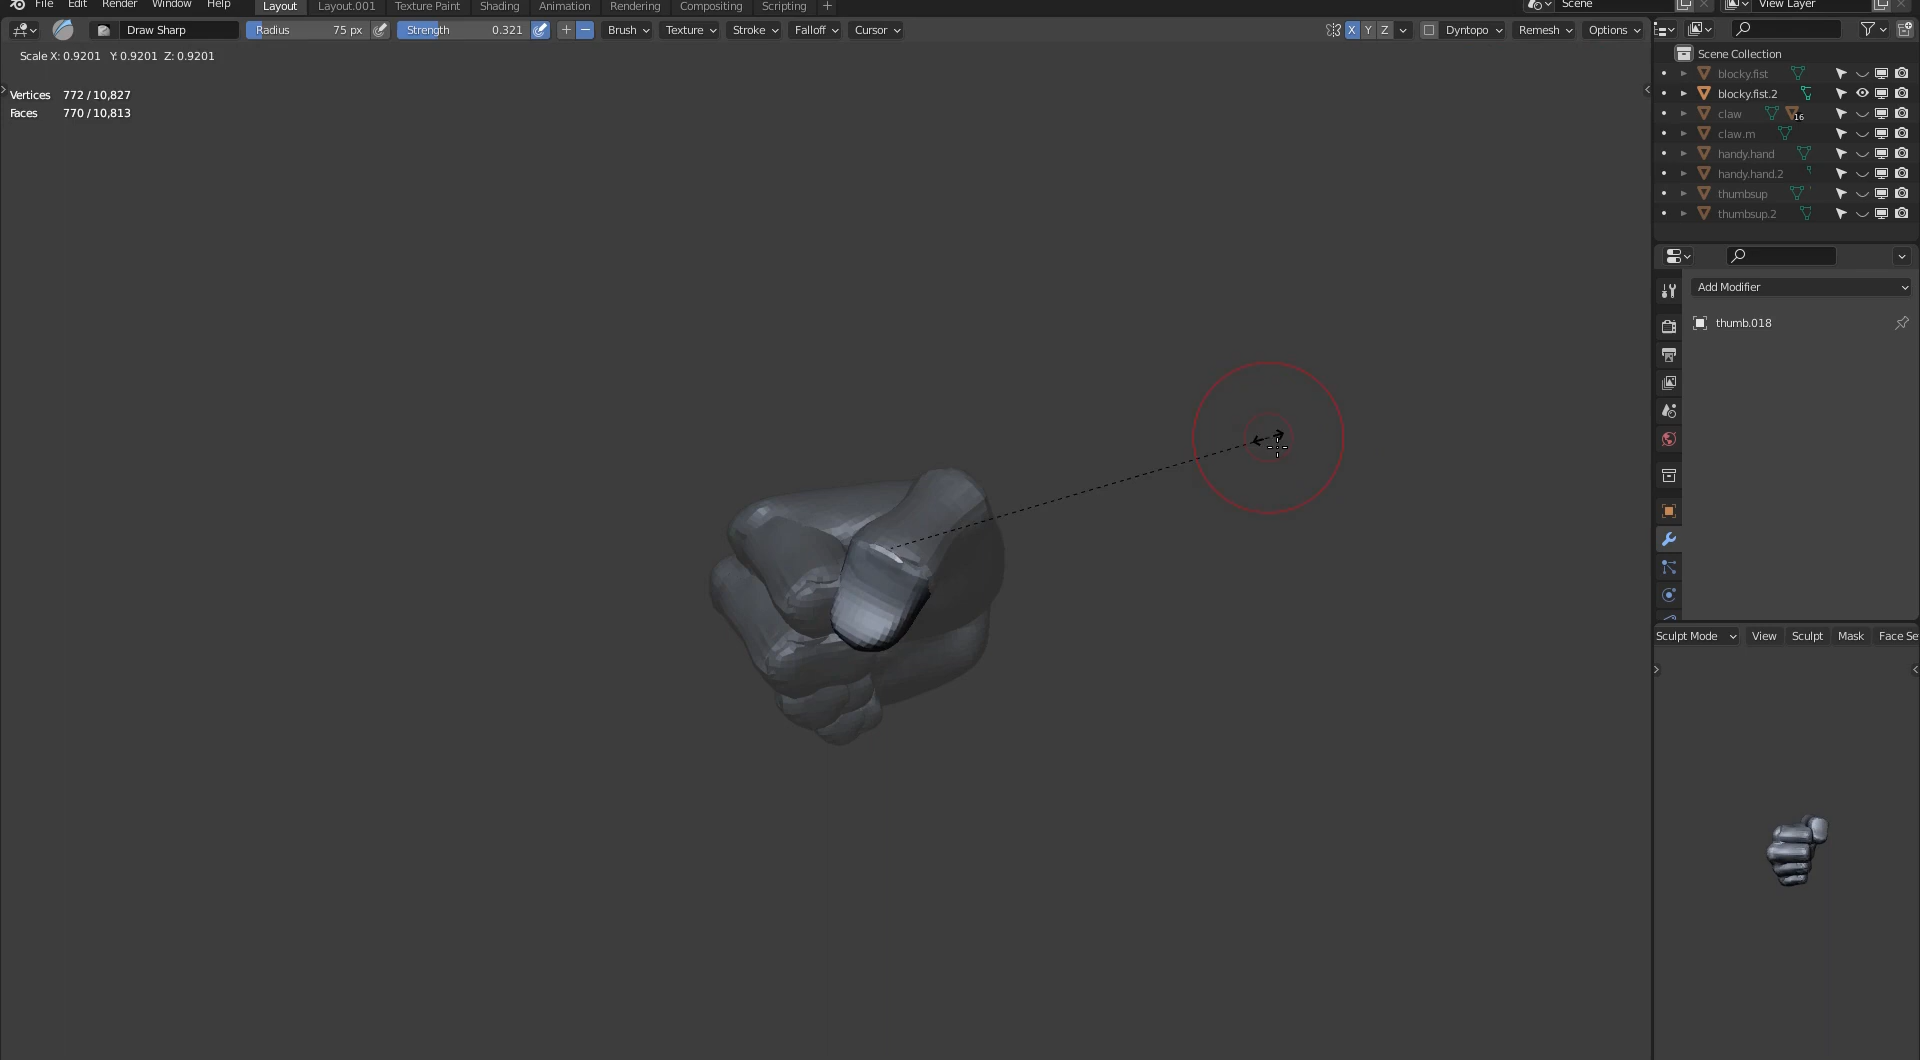 File Edit Render Window Help Layout Layout.001 Texture Paint Shading Animation Rendering Compositing Scripting + Scene View Layer
Draw Sharp Radius 75 px Strength 0.321 Brush Texture Stroke Falloff Cursor X Y Z Dyntopo Remesh Options
Scale X: 0.9201 Y: 0.9201 Z: 0.9201
Vertices 772 / 10,827
Faces 770 / 10,813
Scene Collection
blocky.fist
blocky.fist.2
claw 16
claw.m
handy.hand
handy.hand.2
thumbsup
thumbsup.2
Add Modifier
thumb.018
Sculpt Mode View Sculpt Mask Face Se